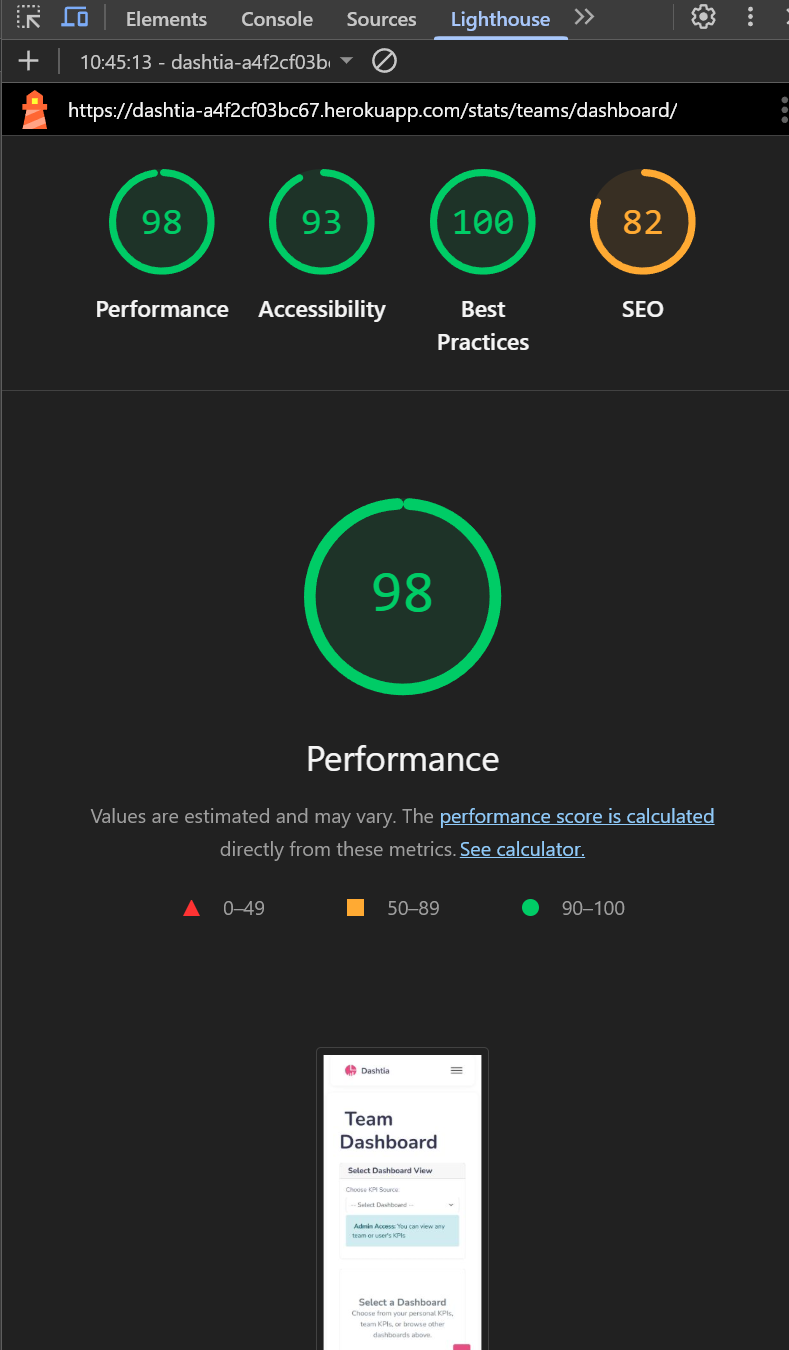 Elements Console Sources Lighthouse
10:45:13 - dashtia-a4f2cf03b
https://dashtia-a4f2cf03bc67.herokuapp.com/stats/teams/dashboard/
98 93 100 82
Performance Accessibility Best Practices SEO
98
Performance
Values are estimated and may vary. The performance score is calculated
directly from these metrics. See calculator.
0–49 50–89 90–100
Dashtia
Team
Dashboard
Select Dashboard View
Choose KPI Source:
--- Select Dashboard ---
Admin Access: You can view any
team or user's KPIs
Select a Dashboard
Choose from your personal KPIs,
team KPIs, or browse other
dashboards above.